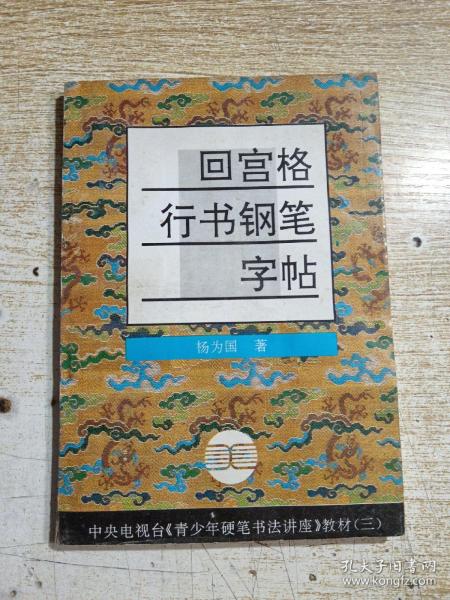 回宫格
行书钢笔
字帖
杨为国 著
中央电视台《青少年硬笔书法讲座》教材(三)
孔夫子旧书网
www.kongfz.com